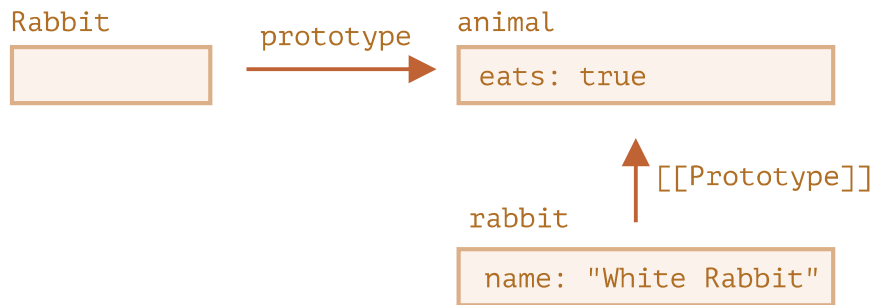 Rabbit
prototype
animal
eats: true
[[Prototype]]
rabbit
name: "White Rabbit"